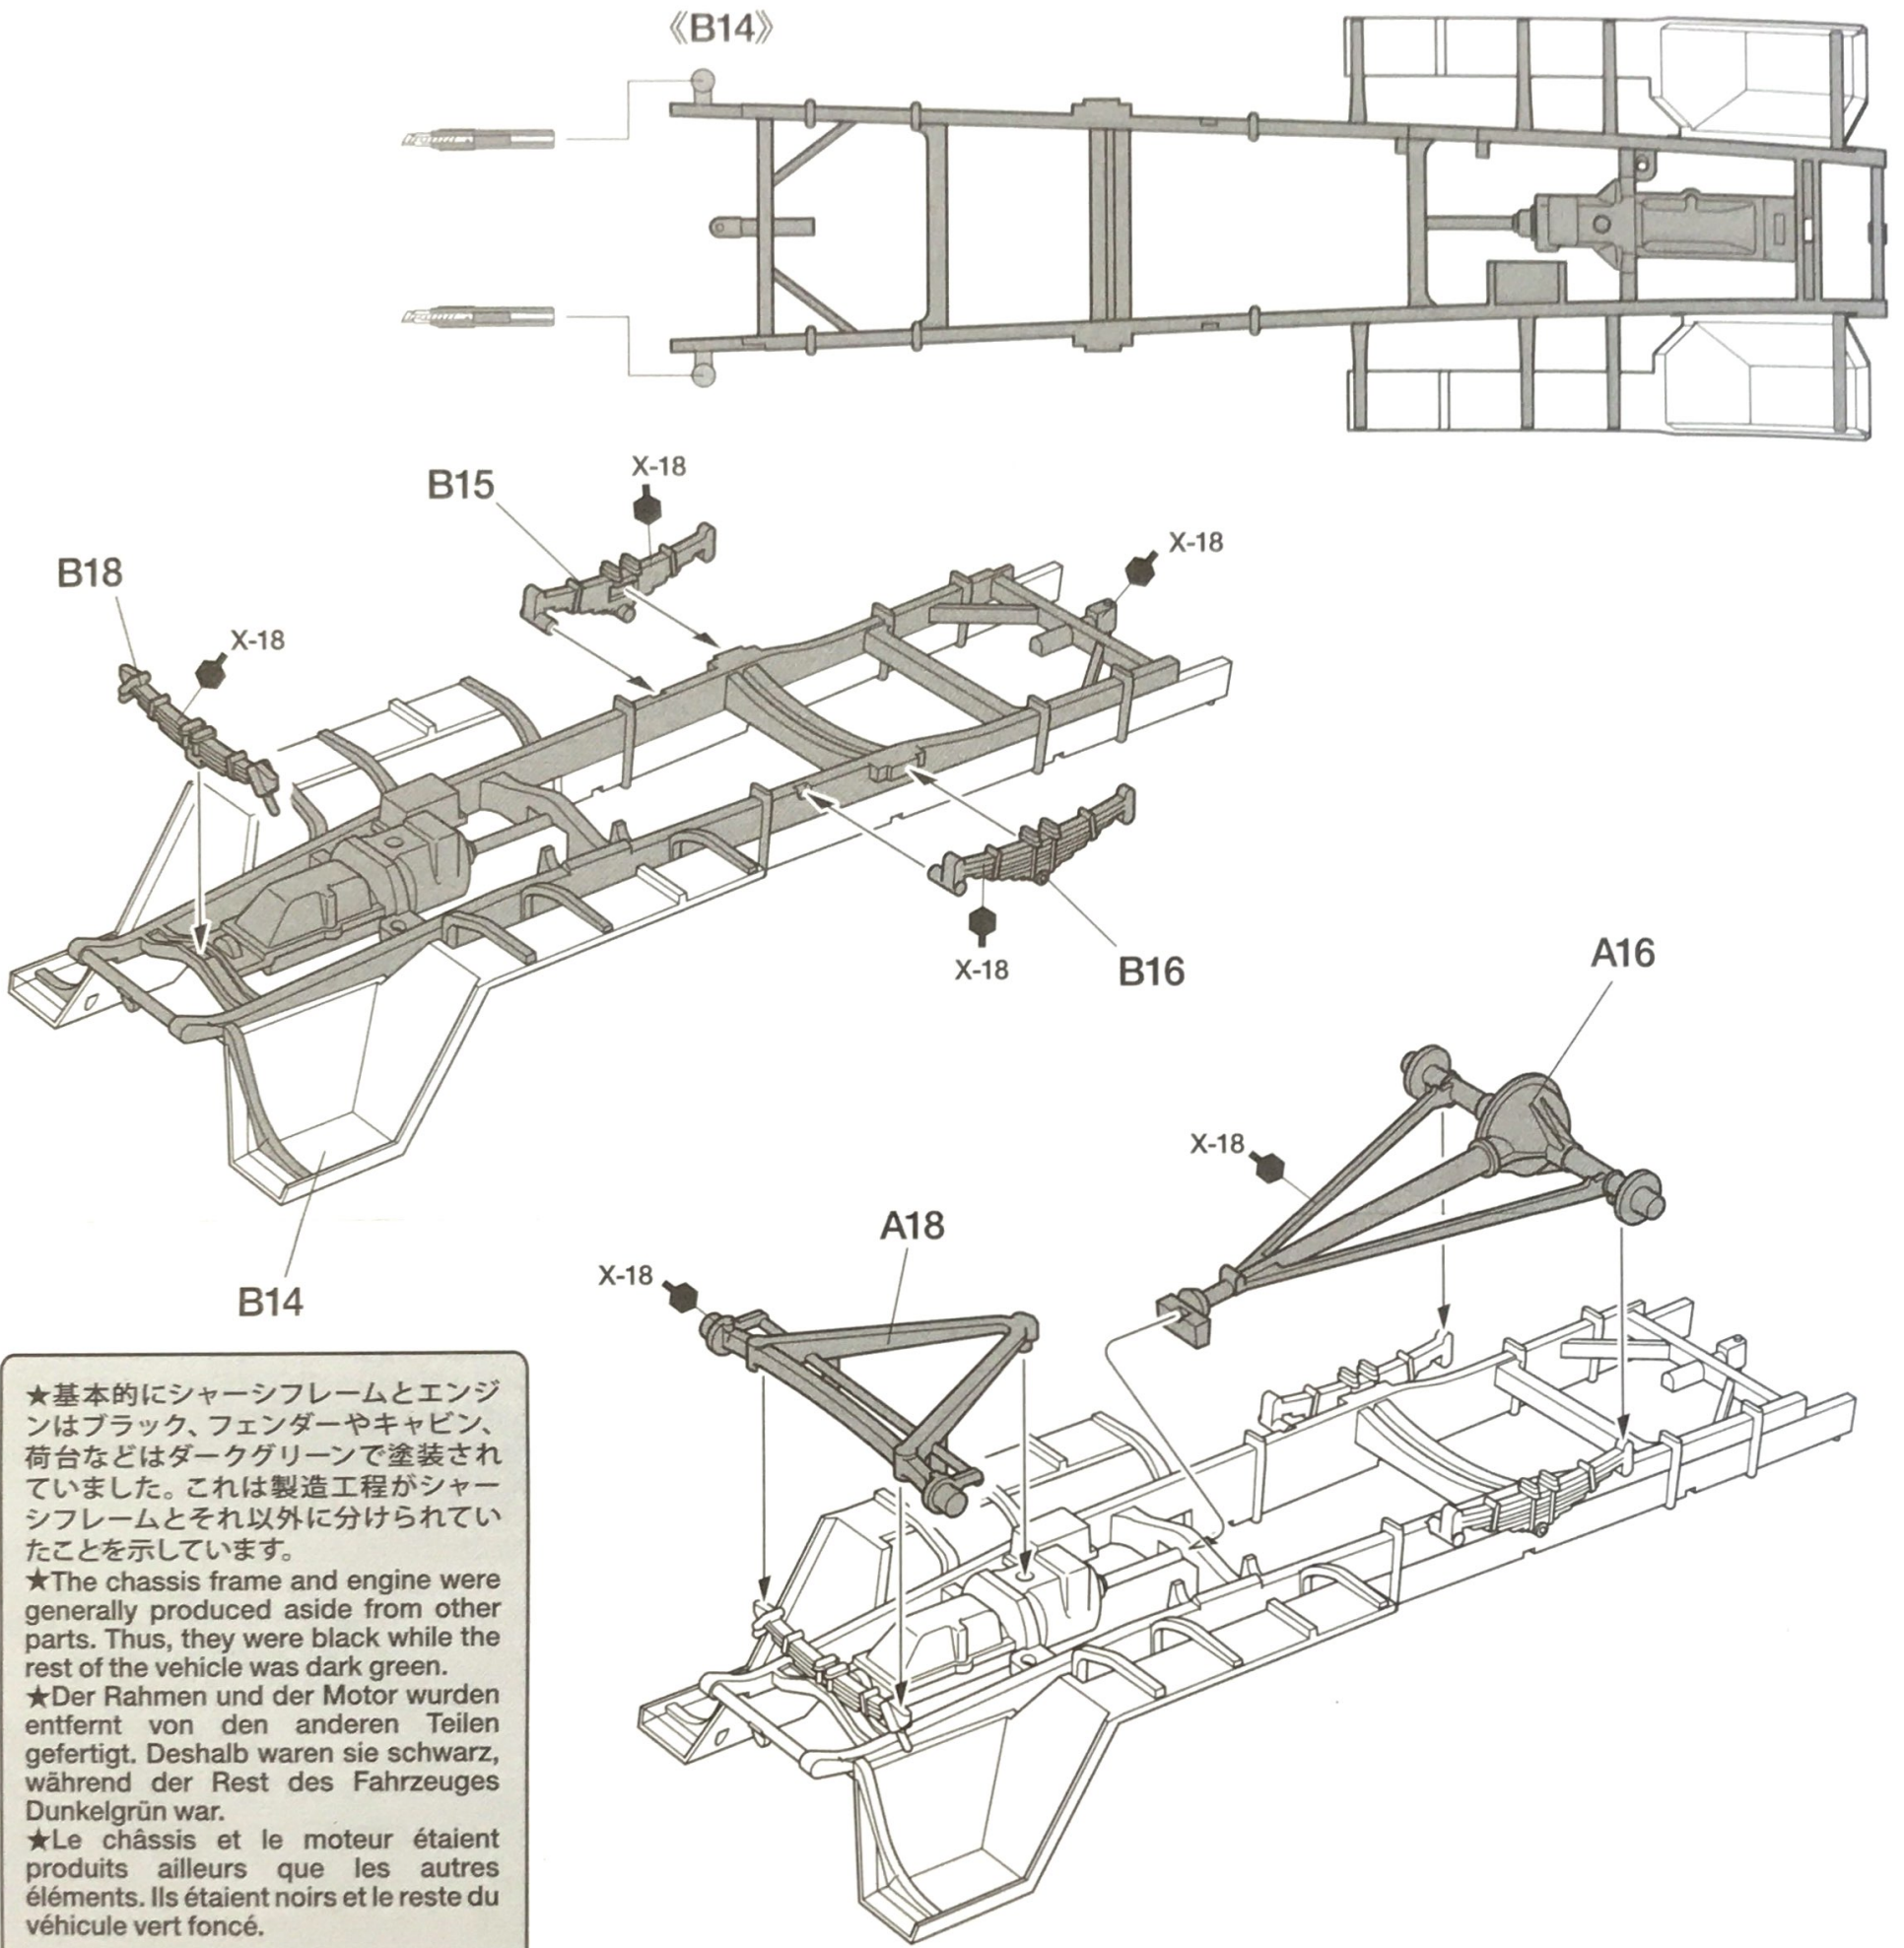 《B14》
X-18
B15
X-18
B18
X-18
X-18
B16
A16
X-18
A18
X-18
B14
★基本的にシャーシフレームとエンジ
ンはブラック、フェンダーやキャビン、
荷台などはダークグリーンで塗装され
ていました。これは製造工程がシャー
シフレームとそれ以外に分けられてい
たことを示しています。
★The chassis frame and engine were
generally produced aside from other
parts. Thus, they were black while the
rest of the vehicle was dark green.
★Der Rahmen und der Motor wurden
entfernt von den anderen Teilen
gefertigt. Deshalb waren sie schwarz,
während der Rest des Fahrzeuges
Dunkelgrün war.
★Le châssis et le moteur étaient
produits ailleurs que les autres
éléments. Ils étaient noirs et le reste du
véhicule vert foncé.